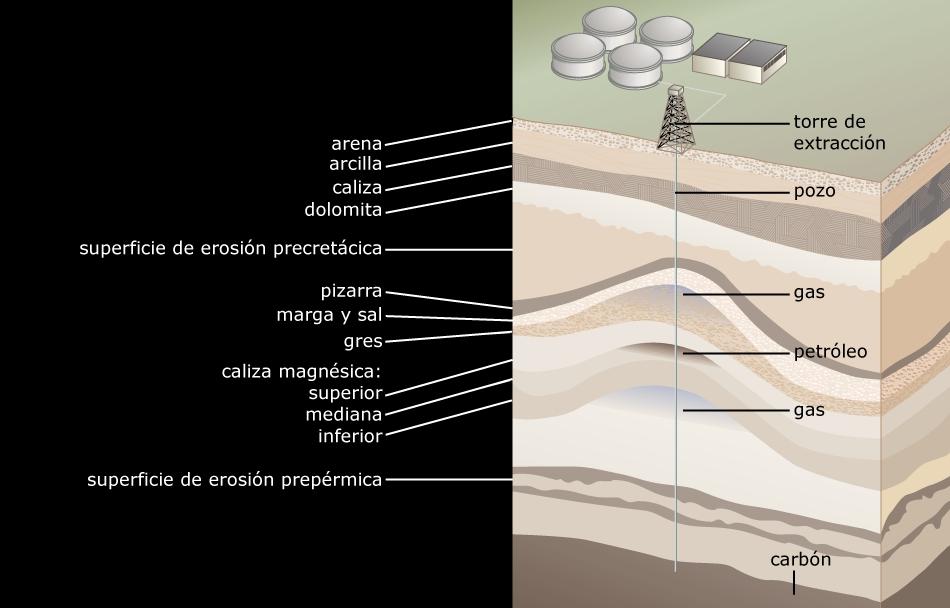 arena
arcilla
caliza
dolomita
superficie de erosión precretácica
pizarra
marga y sal
gres
caliza magnésica:
superior
mediana
inferior
superficie de erosión prepérmica
torre de
extracción
pozo
gas
petróleo
gas
carbón